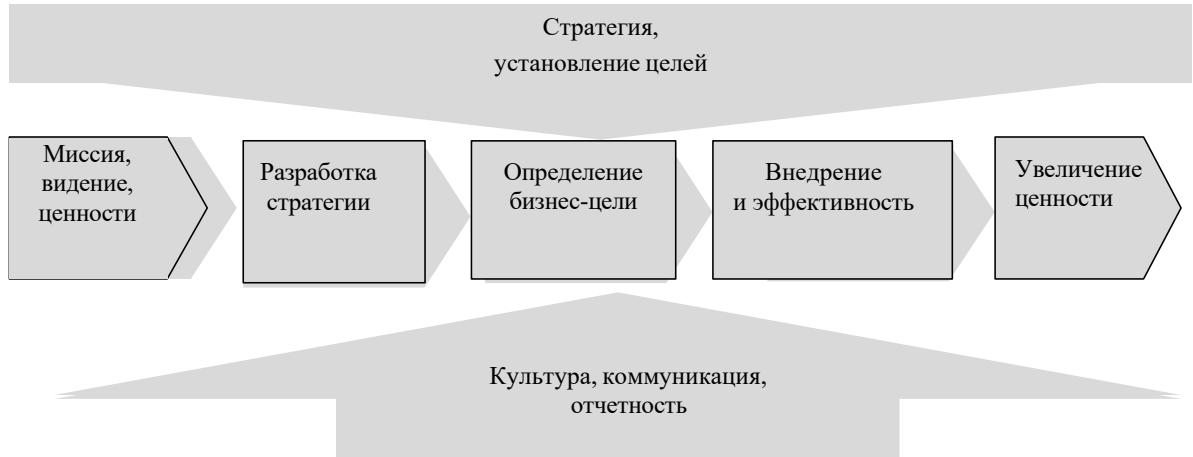 Стратегия,
установление целей
Миссия,
видение,
ценности
Разработка
стратегии
Определение
бизнес-цели
Внедрение
и эффективность
Увеличение
ценности
Культура, коммуникация,
отчетность